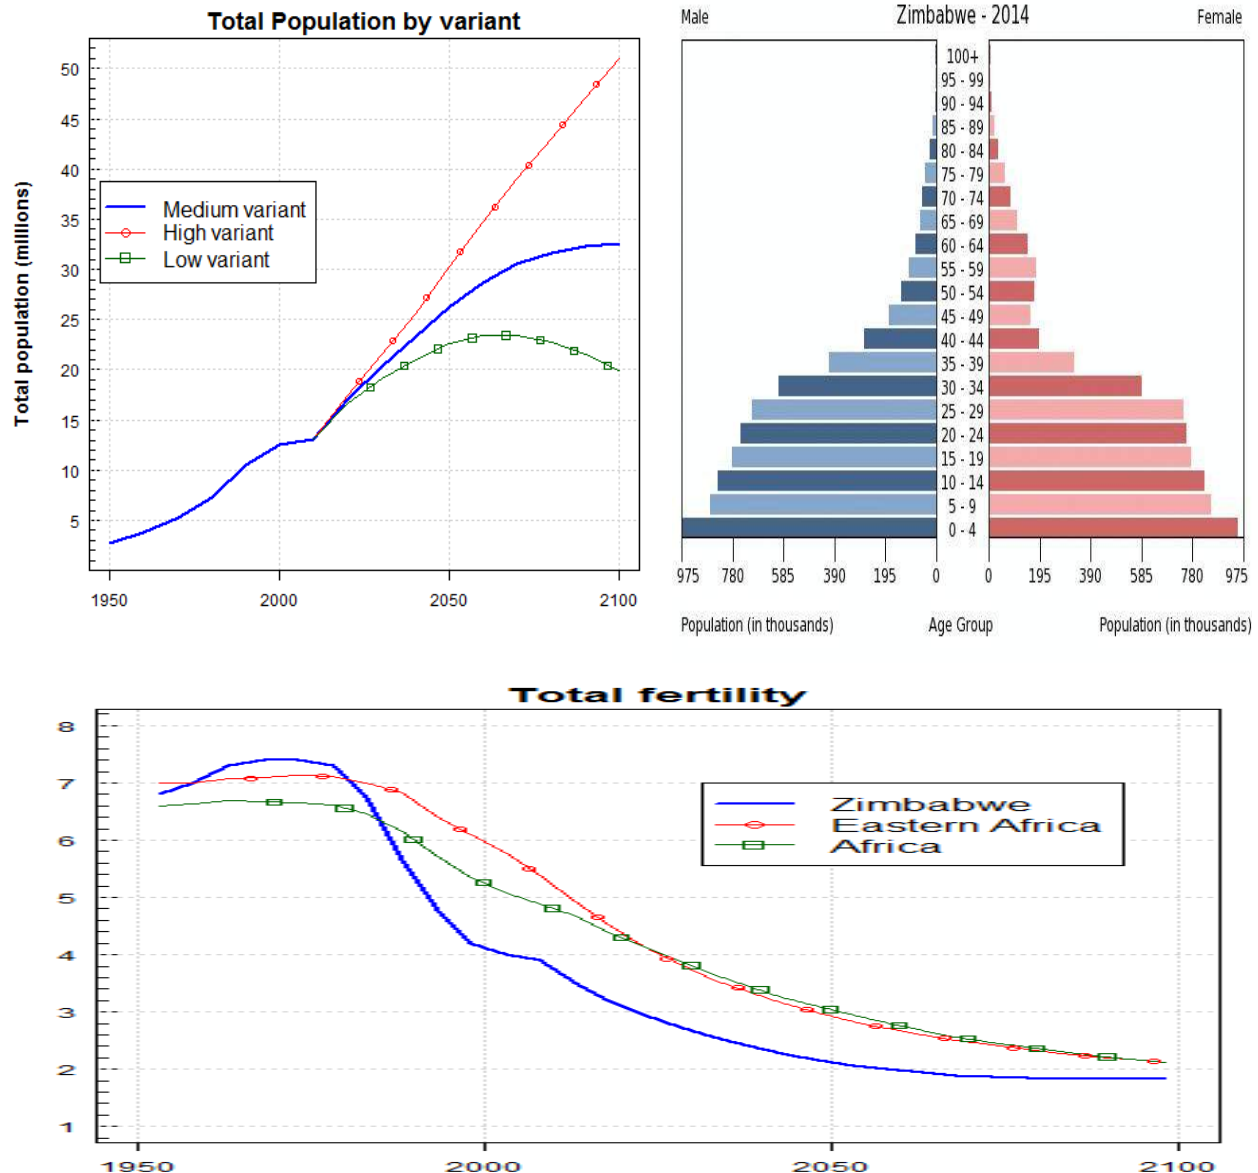 Total Population by variant
Total population (millions)
50
45
40
35
30
25
20
15
10
5
Medium variant
High variant
Low variant
1950 2000 2050 2100
Male Zimbabwe - 2014 Female
100+
95 - 99
90 - 94
85 - 89
80 - 84
75 - 79
70 - 74
65 - 69
60 - 64
55 - 59
50 - 54
45 - 49
40 - 44
35 - 39
30 - 34
25 - 29
20 - 24
15 - 19
10 - 14
5 - 9
0 - 4
975 780 585 390 195 0 0 195 390 585 780 975
Population (in thousands) Age Group Population (in thousands)
Total fertility
8
7
6
5
4
3
2
1
Zimbabwe
Eastern Africa
Africa
1950 2000 2050 2100